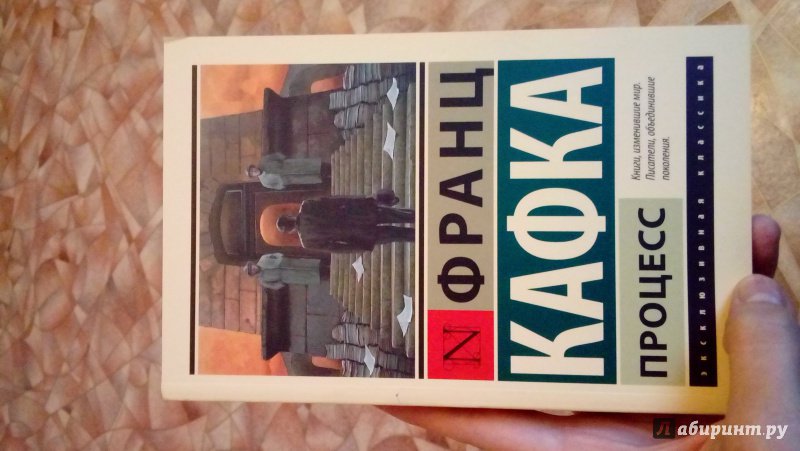 N
ФРАНЦ
КАФКА
ПРОЦЕСС
Книги, изменившие мир.
Писатели, объединившие
поколения.
ЭКСКЛЮЗИВНАЯ КЛАССИКА
Лабиринт.ру